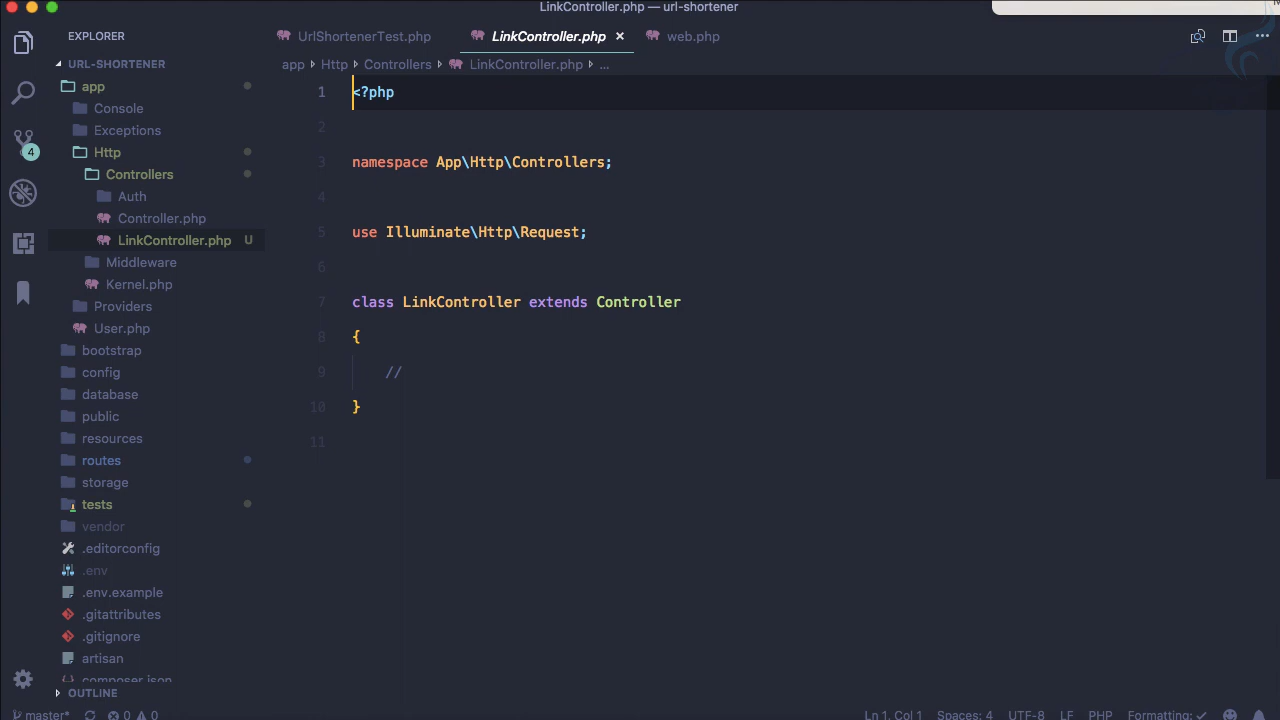 LinkController.php — url-shortener
EXPLORER
URL-SHORTENER
app
Console
Exceptions
Http
Controllers
Auth
Controller.php
LinkController.php U
Middleware
Kernel.php
Providers
User.php
bootstrap
config
database
public
resources
routes
storage
tests
vendor
.editorconfig
.env
.env.example
.gitattributes
.gitignore
artisan
composer.json
OUTLINE
4
UrlShortenerTest.php LinkController.php × web.php
app › Http › Controllers › LinkController.php › ...
1 <?php
2
3 namespace App\Http\Controllers;
4
5 use Illuminate\Http\Request;
6
7 class LinkController extends Controller
8 {
9 //
10 }
11
master* 0 0 Ln 1, Col 1 Spaces: 4 UTF-8 LF PHP Formatting: ✓